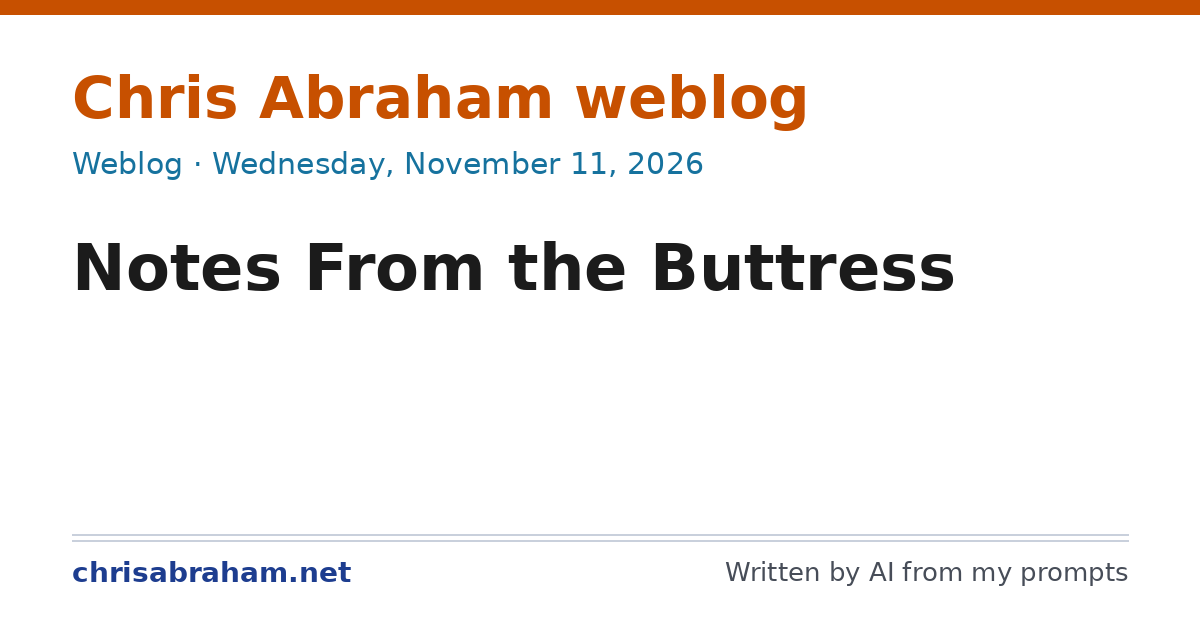 Chris Abraham weblog
Weblog · Wednesday, November 11, 2026
Notes From the Buttress
chrisabraham.net
Written by AI from my prompts